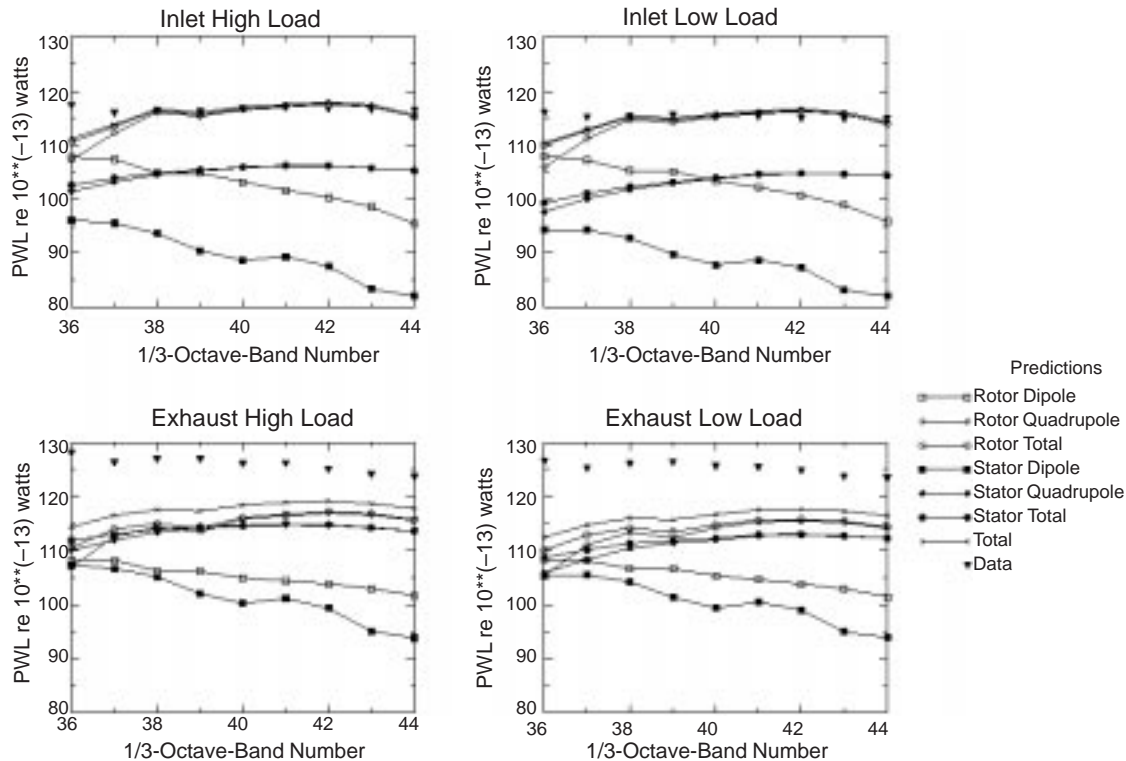 Inlet High Load
130
120
110
100
90
80
PWL re 10**(–13) watts
36
38
40
42
44
1/3-Octave-Band Number
Inlet Low Load
130
120
110
100
90
80
PWL re 10**(–13) watts
36
38
40
42
44
1/3-Octave-Band Number
Exhaust High Load
130
120
110
100
90
80
PWL re 10**(–13) watts
36
38
40
42
44
1/3-Octave-Band Number
Exhaust Low Load
130
120
110
100
90
80
PWL re 10**(–13) watts
36
38
40
42
44
1/3-Octave-Band Number
Predictions
Rotor Dipole
Rotor Quadrupole
Rotor Total
Stator Dipole
Stator Quadrupole
Stator Total
Total
Data